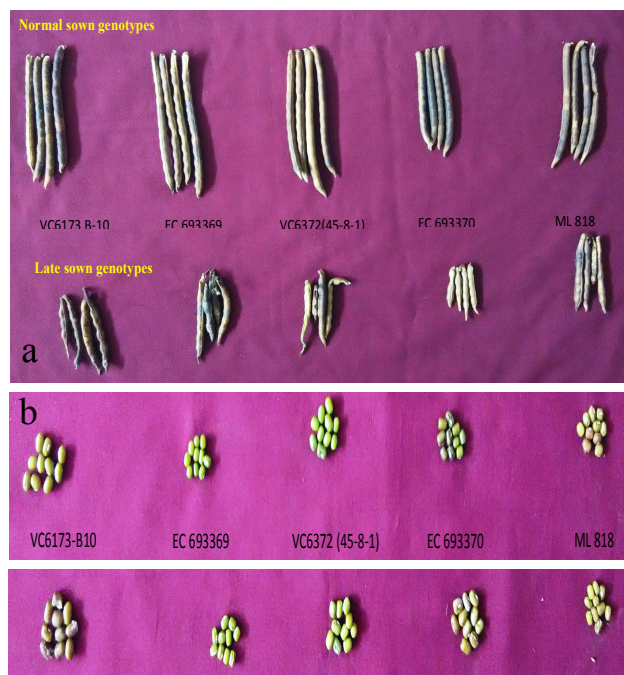 Normal sown genotypes
VC6173 B-10 EC 693369 VC6372(45-8-1) EC 693370 ML 818
Late sown genotypes
a
b
VC6173-B10 EC 693369 VC6372 (45-8-1) EC 693370 ML 818